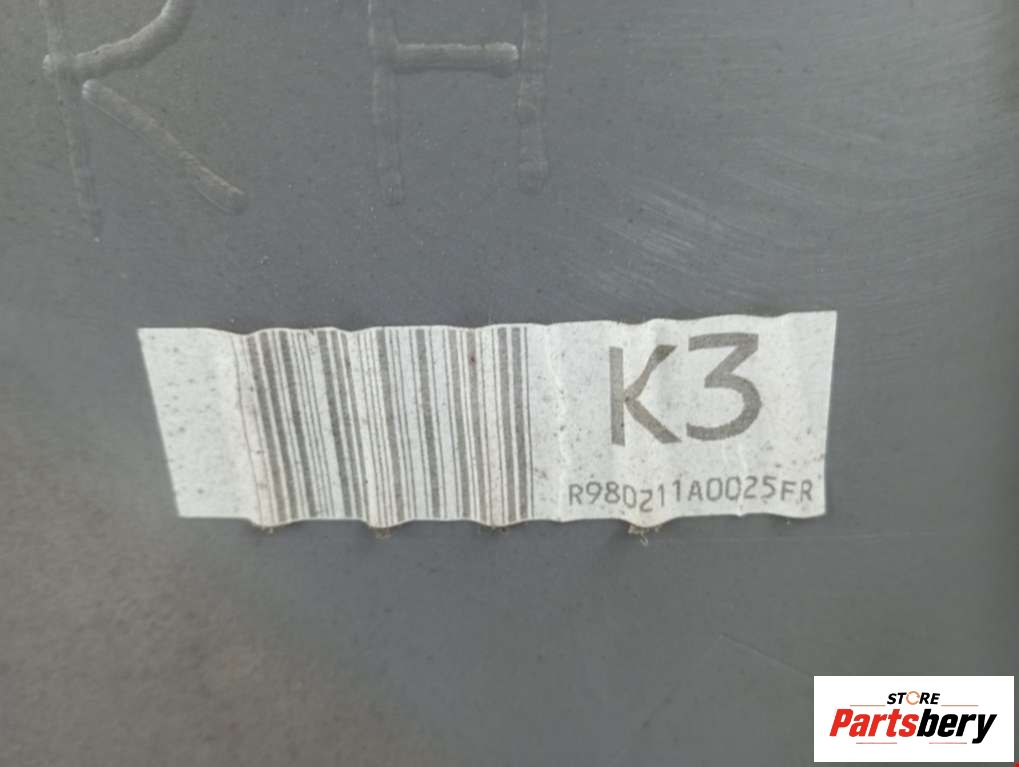 RH
K3
R980211A0025FR
STORE
Partsbery